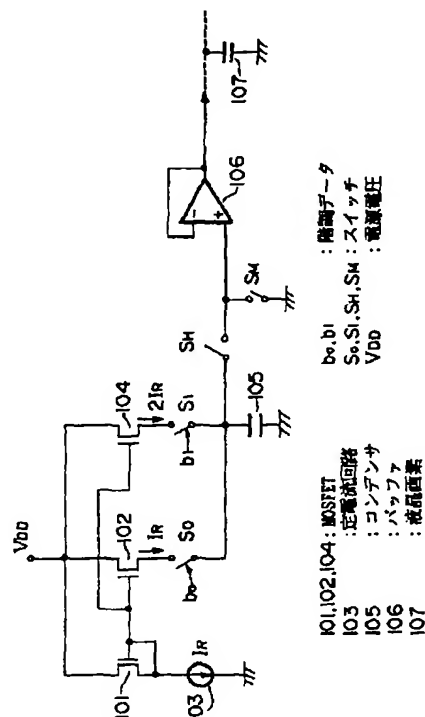 VDD
101
102
104
IR
2IR
IR
103
S0
S1
b0
b1
105
SH
SM
106
107
101,102,104 : MOSFET
103 : 定電流回路
105 : コンデンサ
106 : バッファ
107 : 液晶画素
b0,b1 : 階調データ
S0,S1,SH,SM : スイッチ
VDD : 電源電圧